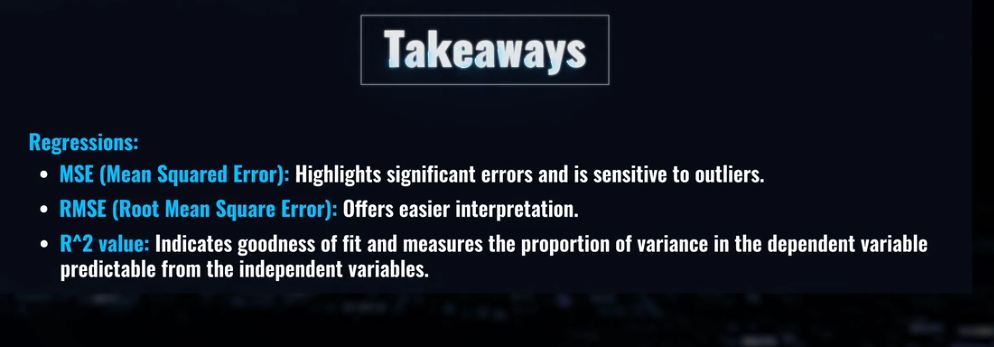 Takeaways
Regressions:
• MSE (Mean Squared Error): Highlights significant errors and is sensitive to outliers.
• RMSE (Root Mean Square Error): Offers easier interpretation.
• R^2 value: Indicates goodness of fit and measures the proportion of variance in the dependent variable
predictable from the independent variables.